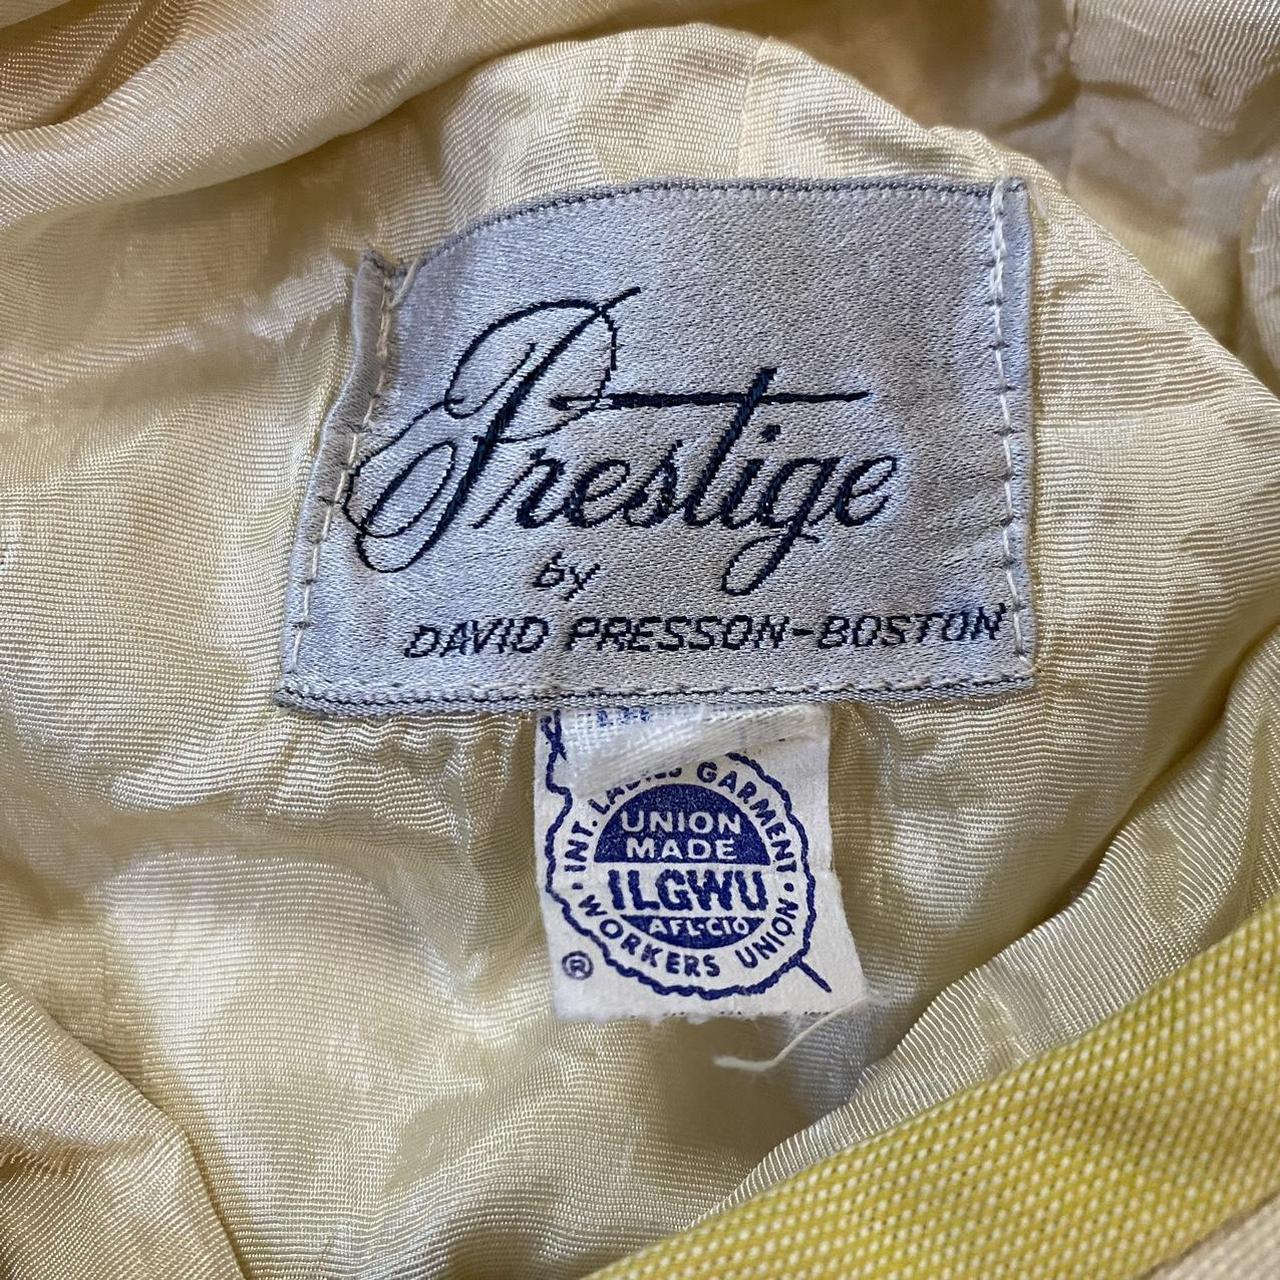 Prestige
by
DAVID PRESSON-BOSTON
INT. LADIES GARMENT
UNION
MADE
ILGWU
AFL-CIO
WORKERS UNION
®